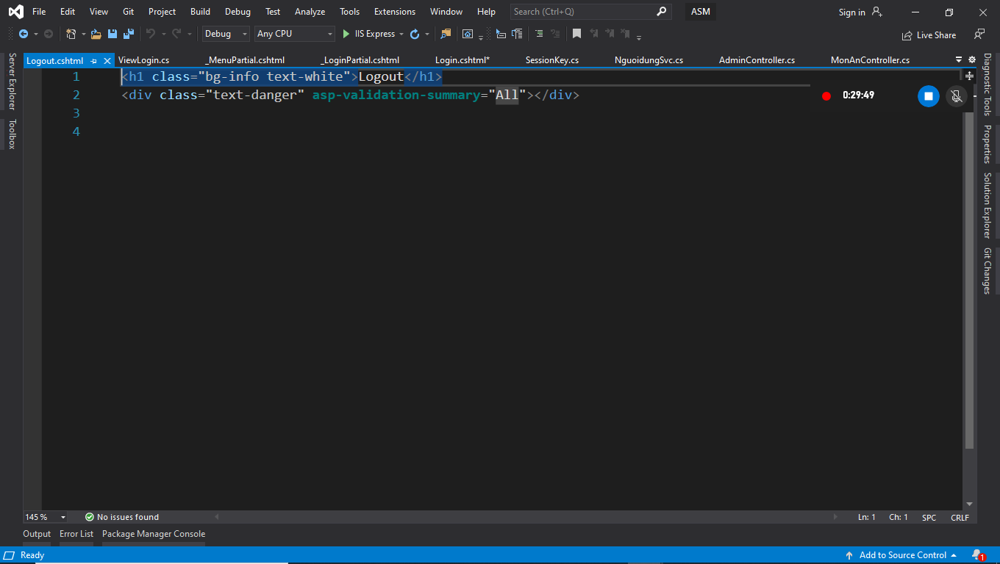 File Edit View Git Project Build Debug Test Analyze Tools Extensions Window Help Search (Ctrl+Q) ASM Sign in
Debug Any CPU IIS Express Live Share
Server Explorer
Toolbox
Logout.cshtml ViewLogin.cs _MenuPartial.cshtml _LoginPartial.cshtml Login.cshtml* SessionKey.cs NguoidungSvc.cs AdminController.cs MonAnController.cs
1 <h1 class="bg-info text-white">Logout</h1>
2 <div class="text-danger" asp-validation-summary="All"></div>
3
4
0:29:49
Diagnostic Tools
Properties
Solution Explorer
Git Changes
145 % No issues found Ln: 1 Ch: 1 SPC CRLF
Output Error List Package Manager Console
Ready Add to Source Control 1